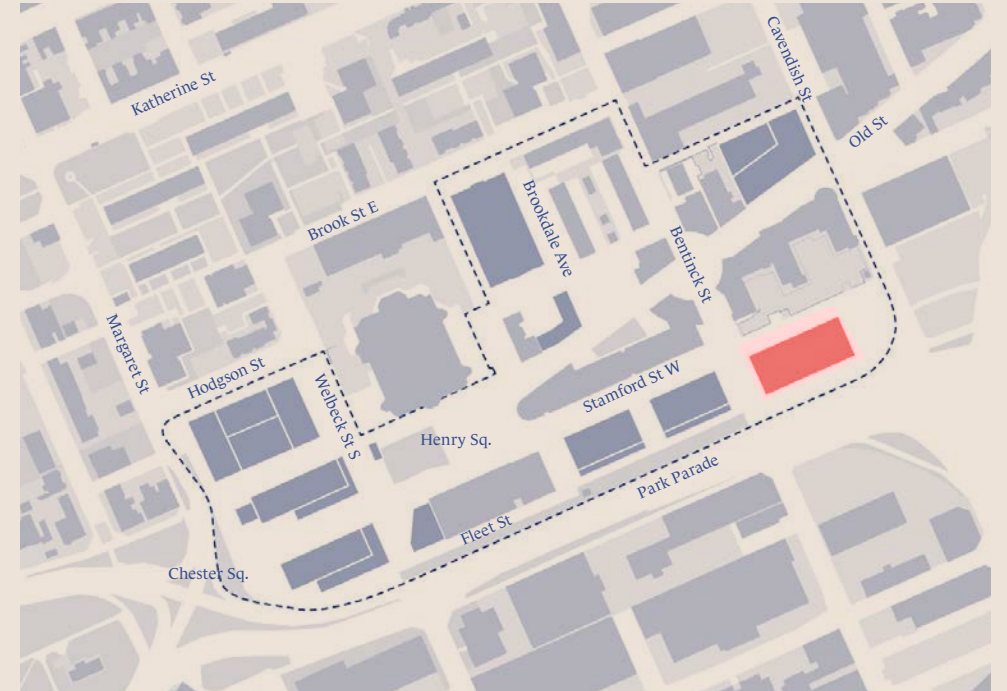 Cavendish St
Katherine St
Old St
Brook St E
Brookdale Ave
Bentinck St
Margaret St
Hodgson St
Welbeck St S
Stamford St W
Henry Sq.
Park Parade
Fleet St
Chester Sq.